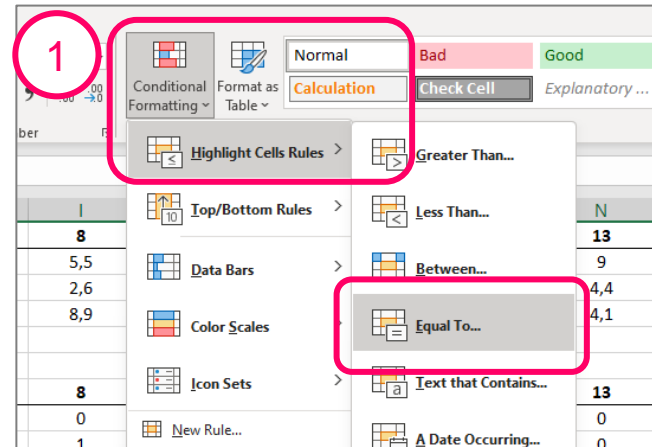 1
Normal
Bad
Good
Conditional
Formatting
Format as
Table
Calculation
Check Cell
Explanatory ...
,00
→0
ber
Highlight Cells Rules
Top/Bottom Rules
Data Bars
Color Scales
Icon Sets
New Rule...
Greater Than...
Less Than...
Between...
Equal To...
Text that Contains...
A Date Occurring...
I
N
8
13
5,5
9
2,6
4,4
8,9
4,1
8
13
0
0
1
0